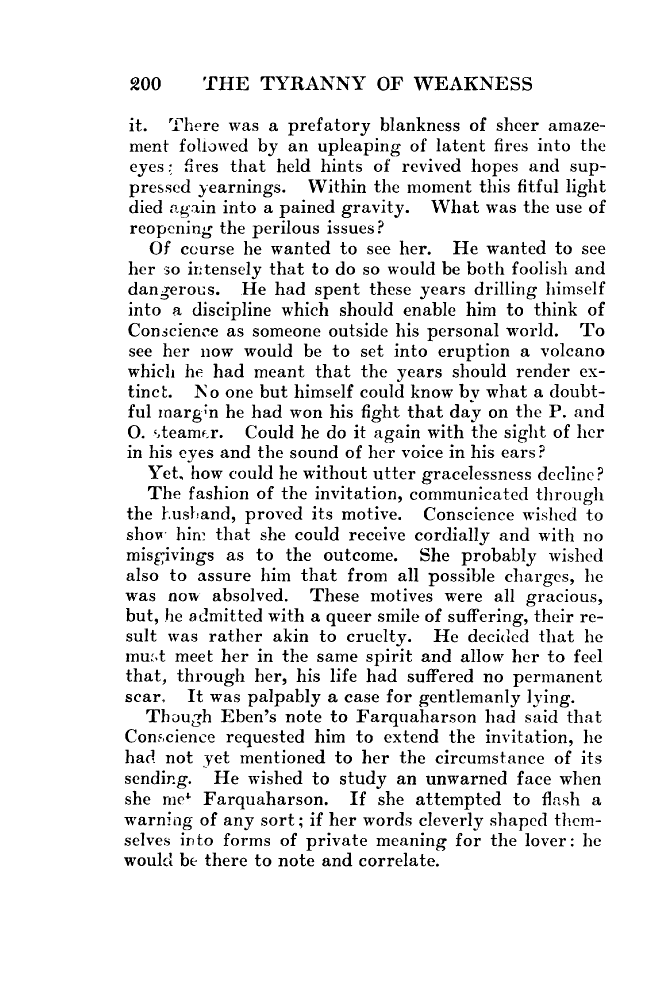 200 THE TYRANNY OF WEAKNESS
it. There was a prefatory blankness of sheer amaze-
ment followed by an upleaping of latent fires into the
eyes; fires that held hints of revived hopes and sup-
pressed yearnings. Within the moment this fitful light
died again into a pained gravity. What was the use of
reopening the perilous issues?
Of course he wanted to see her. He wanted to see
her so intensely that to do so would be both foolish and
dangerous. He had spent these years drilling himself
into a discipline which should enable him to think of
Conscience as someone outside his personal world. To
see her now would be to set into eruption a volcano
which he had meant that the years should render ex-
tinct. No one but himself could know by what a doubt-
ful margin he had won his fight that day on the P. and
O. steamer. Could he do it again with the sight of her
in his eyes and the sound of her voice in his ears?
Yet, how could he without utter gracelessness decline?
The fashion of the invitation, communicated through
the husband, proved its motive. Conscience wished to
show him that she could receive cordially and with no
misgivings as to the outcome. She probably wished
also to assure him that from all possible charges, he
was now absolved. These motives were all gracious,
but, he admitted with a queer smile of suffering, their re-
sult was rather akin to cruelty. He decided that he
must meet her in the same spirit and allow her to feel
that, through her, his life had suffered no permanent
scar. It was palpably a case for gentlemanly lying.
Though Eben's note to Farquaharson had said that
Conscience requested him to extend the invitation, he
had not yet mentioned to her the circumstance of its
sending. He wished to study an unwarned face when
she met Farquaharson. If she attempted to flash a
warning of any sort; if her words cleverly shaped them-
selves into forms of private meaning for the lover: he
would be there to note and correlate.